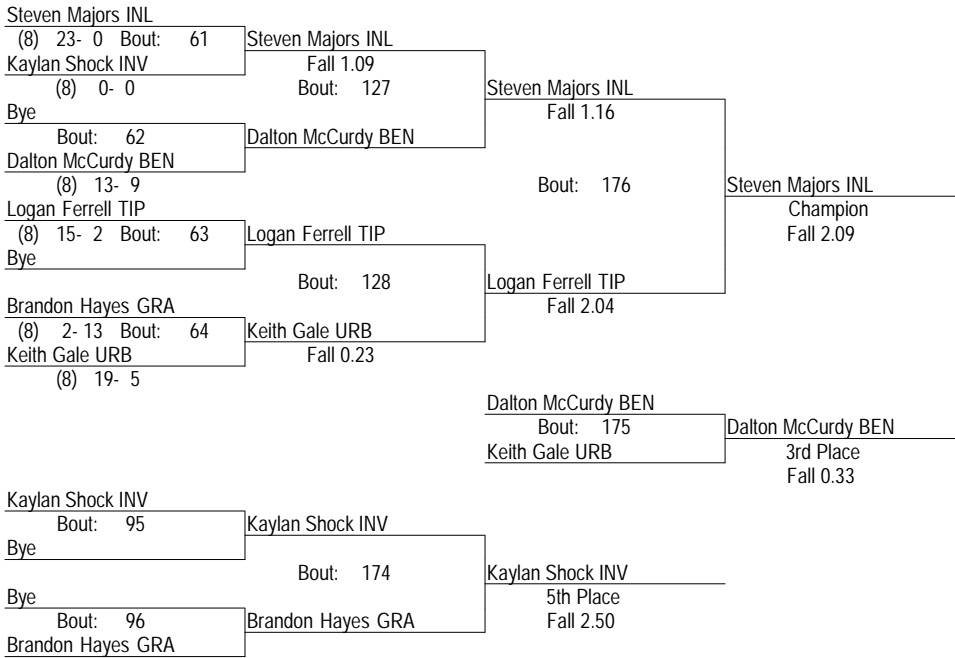 Steven Majors INL
(8) 23- 0 Bout: 61 Steven Majors INL
Kaylan Shock INV Fall 1.09
(8) 0- 0 Bout: 127 Steven Majors INL
Bye Fall 1.16
Bout: 62 Dalton McCurdy BEN
Dalton McCurdy BEN
(8) 13- 9 Bout: 176 Steven Majors INL
Logan Ferrell TIP Champion
(8) 15- 2 Bout: 63 Logan Ferrell TIP Fall 2.09
Bye
Bout: 128 Logan Ferrell TIP
Brandon Hayes GRA Fall 2.04
(8) 2- 13 Bout: 64 Keith Gale URB
Keith Gale URB Fall 0.23
(8) 19- 5
Dalton McCurdy BEN
Bout: 175 Dalton McCurdy BEN
Keith Gale URB 3rd Place
Fall 0.33
Kaylan Shock INV
Bout: 95 Kaylan Shock INV
Bye
Bout: 174 Kaylan Shock INV
Bye 5th Place
Bout: 96 Brandon Hayes GRA Fall 2.50
Brandon Hayes GRA